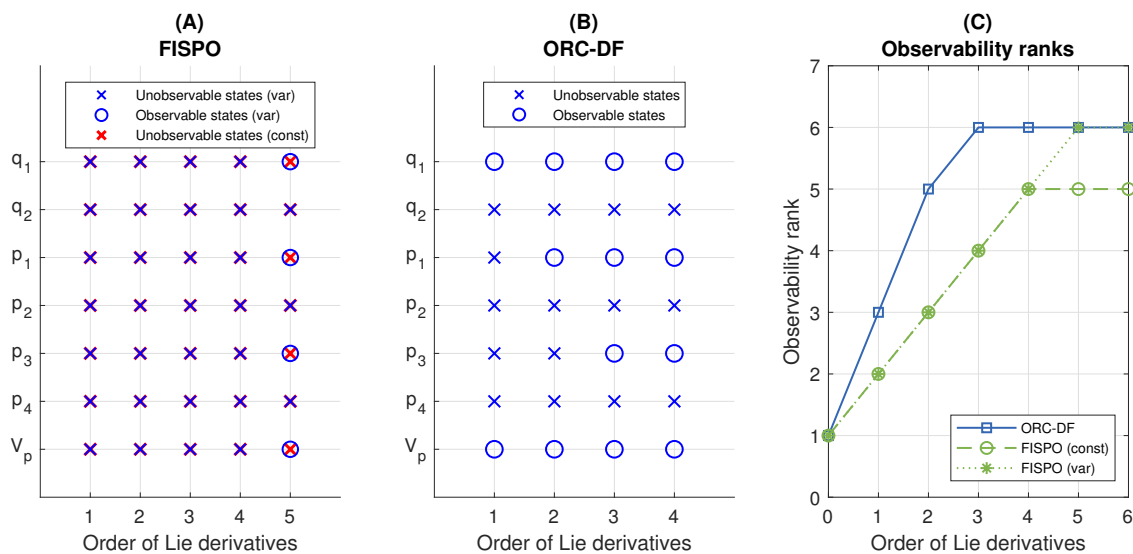 (A)
FISPO
Unobservable states (var)
Observable states (var)
Unobservable states (const)
q1
q2
p1
p2
p3
p4
Vp
1 2 3 4 5
Order of Lie derivatives
(B)
ORC-DF
Unobservable states
Observable states
q1
q2
p1
p2
p3
p4
Vp
1 2 3 4
Order of Lie derivatives
(C)
Observability ranks
7
6
5
4
3
2
1
0
Observability rank
ORC-DF
FISPO (const)
FISPO (var)
0 1 2 3 4 5 6
Order of Lie derivatives